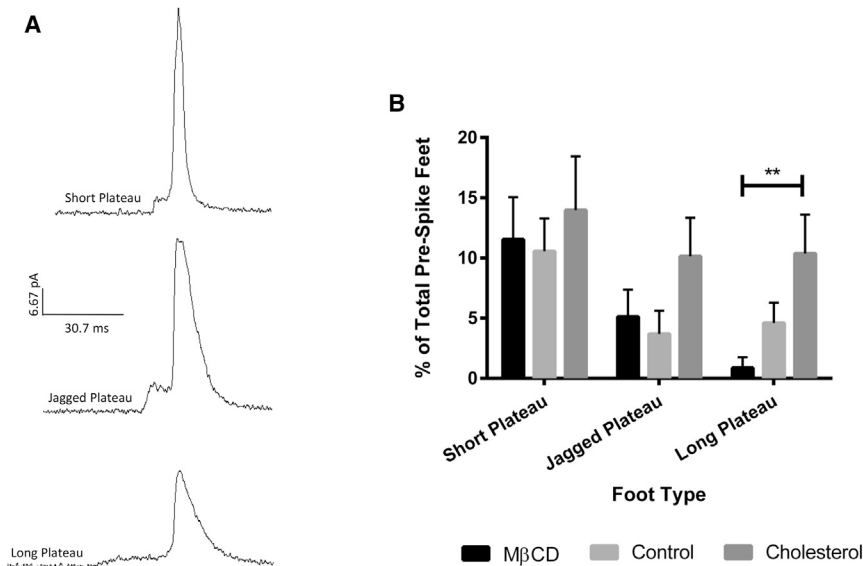 A
Short Plateau
6.67 pA
30.7 ms
Jagged Plateau
Long Plateau
B
% of Total Pre-Spike Feet
20
15
10
5
0
**
Short Plateau
Jagged Plateau
Long Plateau
Foot Type
MβCD Control Cholesterol